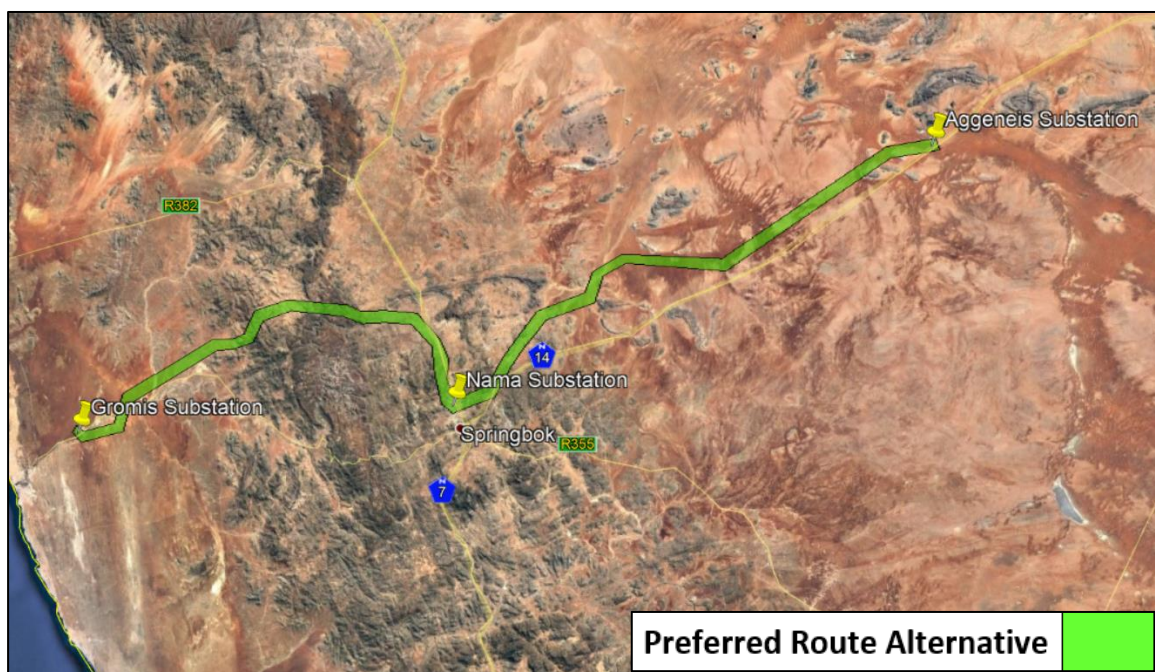 Aggeneis Substation
R382
N
14
Nama Substation
Gromis Substation
Springbok
R355
N
7
Preferred Route Alternative